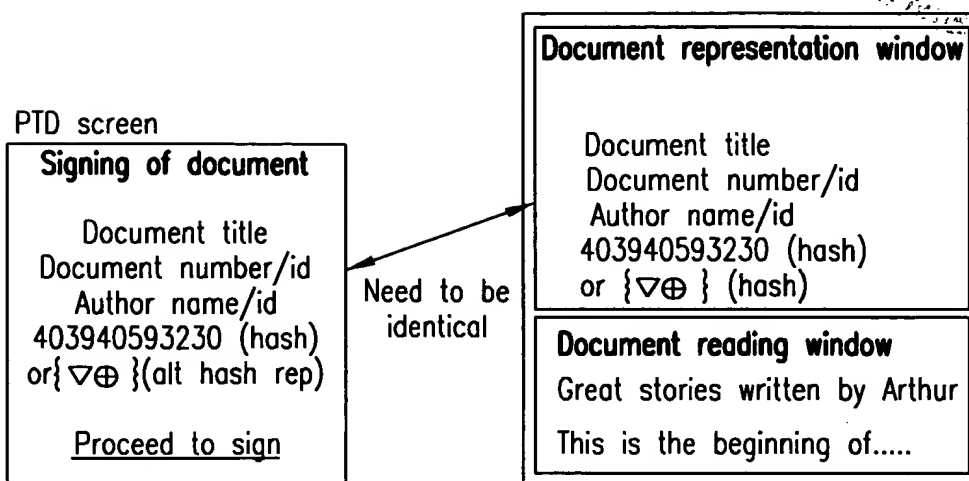 PTD screen
Signing of document
Document title
Document number/id
Author name/id
403940593230 (hash)
or{ ▽⊕ }(alt hash rep)
Proceed to sign
Need to be
identical
Document representation window
Document title
Document number/id
Author name/id
403940593230 (hash)
or {▽⊕ } (hash)
Document reading window
Great stories written by Arthur
This is the beginning of.....